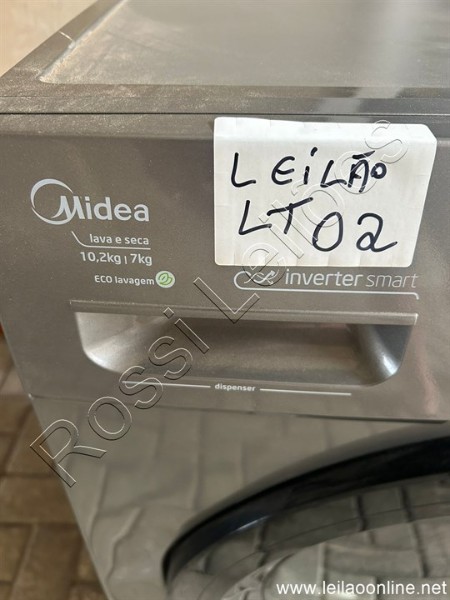 LEiLÃO
LT02
Midea
lava e seca
10,2kg | 7kg
ECO lavagem
inverter smart
dispenser
Rossi Leilões
www.leilaoonline.net